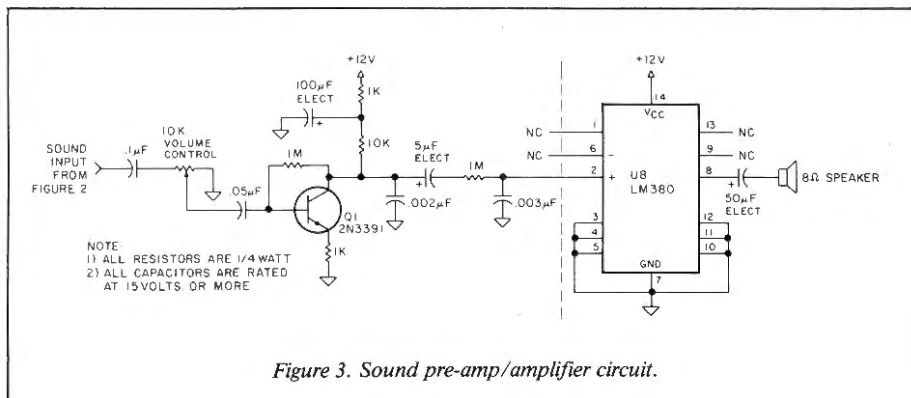 +12V
100µF
ELECT
1K
10K
VOLUME
CONTROL
SOUND
INPUT
FROM
FIGURE 2
.1µF
.05µF
1M
10K
5µF
ELECT
1M
Q1
2N3391
.002µF
.003µF
1K
NOTE:
1) ALL RESISTORS ARE 1/4 WATT
2) ALL CAPACITORS ARE RATED
AT 15 VOLTS OR MORE
+12V
14
VCC
NC 1
NC 6 -
2 +
13 NC
9 NC
8
U8
LM380
3
4
5
12
11
10
GND
7
50µF
ELECT
8Ω SPEAKER
Figure 3. Sound pre-amp/amplifier circuit.